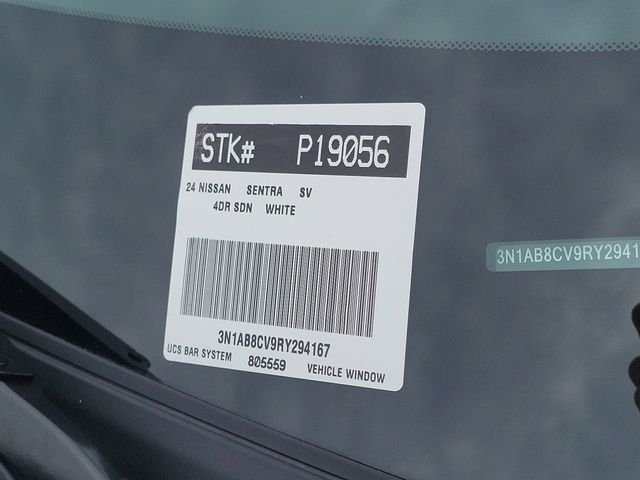 STK# P19056
24 NISSAN SENTRA SV
4DR SDN WHITE
3N1AB8CV9RY294167
UCS BAR SYSTEM 805559 VEHICLE WINDOW
3N1AB8CV9RY2941